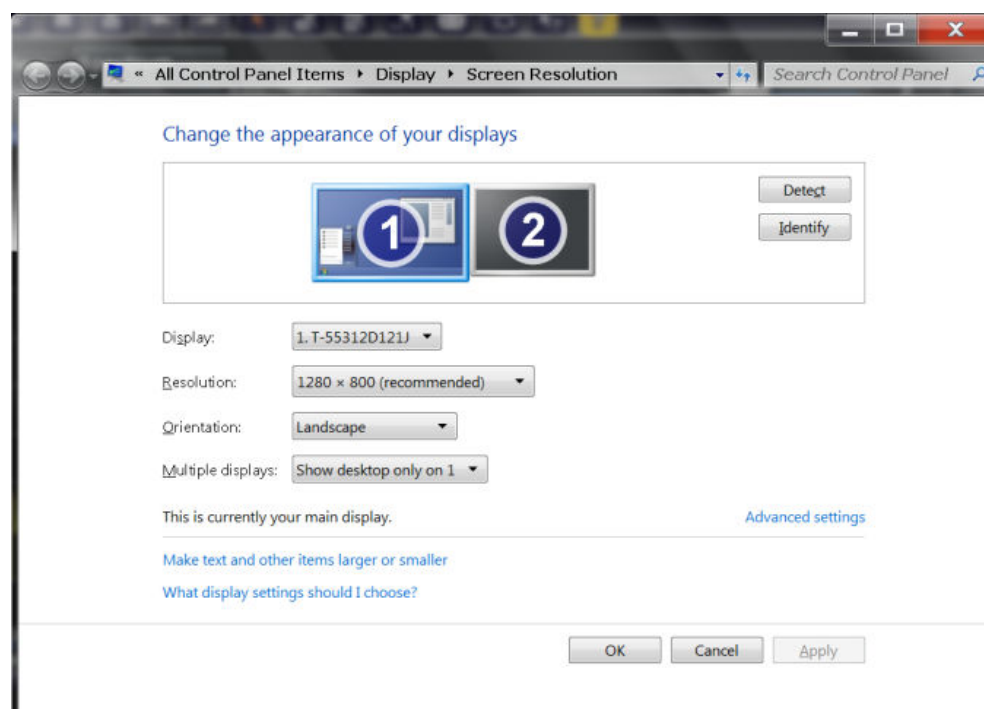 « All Control Panel Items ▸ Display ▸ Screen Resolution Search Control Panel
Change the appearance of your displays
1 2
Detect
Identify
Display: 1. T-55312D121J
Resolution: 1280 × 800 (recommended)
Orientation: Landscape
Multiple displays: Show desktop only on 1
This is currently your main display. Advanced settings
Make text and other items larger or smaller
What display settings should I choose?
OK Cancel Apply